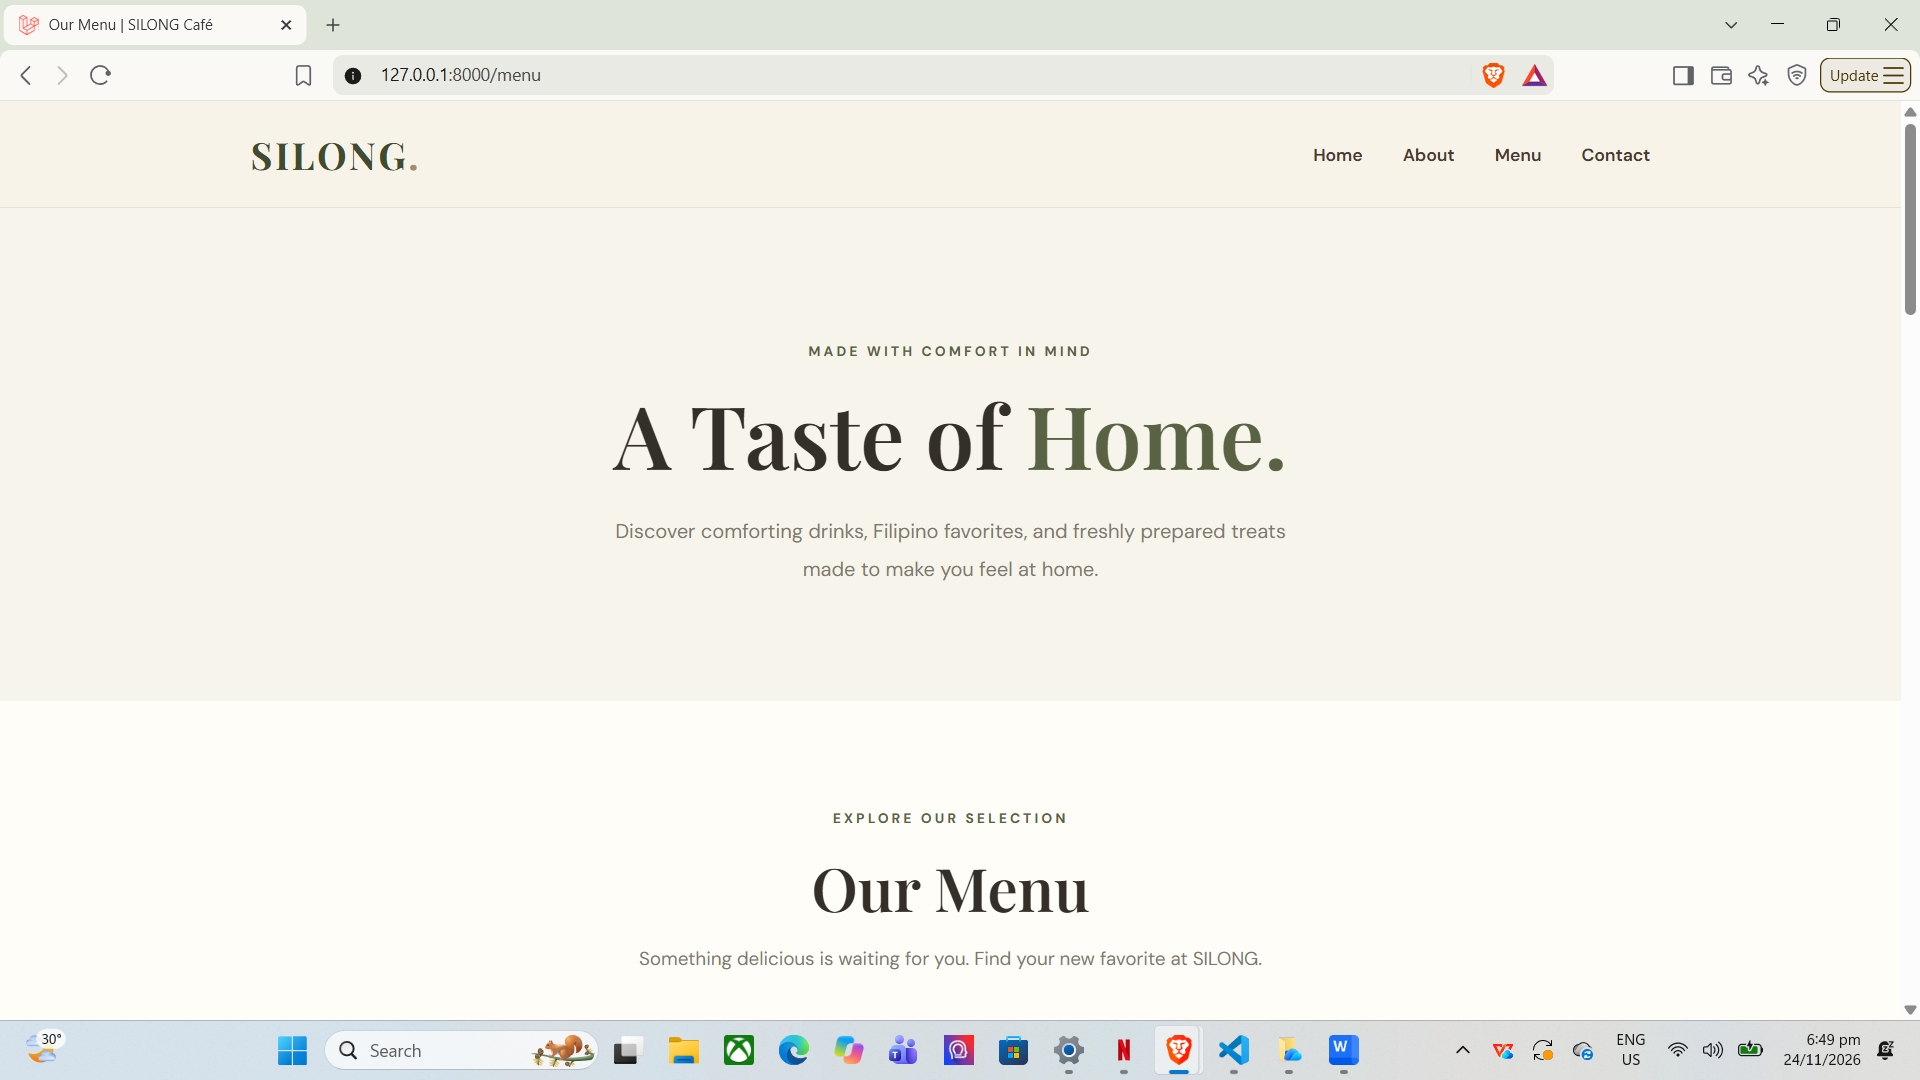 Our Menu | SILONG Café
127.0.0.1:8000/menu
Update
SILONG.
Home
About
Menu
Contact
MADE WITH COMFORT IN MIND
A Taste of Home.
Discover comforting drinks, Filipino favorites, and freshly prepared treats
made to make you feel at home.
EXPLORE OUR SELECTION
Our Menu
Something delicious is waiting for you. Find your new favorite at SILONG.
30°
Search
ENG
US
6:49 pm
24/11/2026